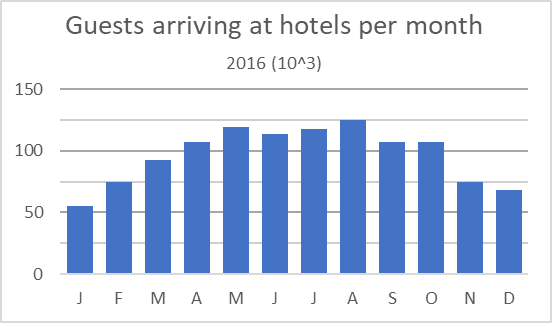 Guests arriving at hotels per month
2016 (10^3)
150
100
50
0
J F M A M J J A S O N D